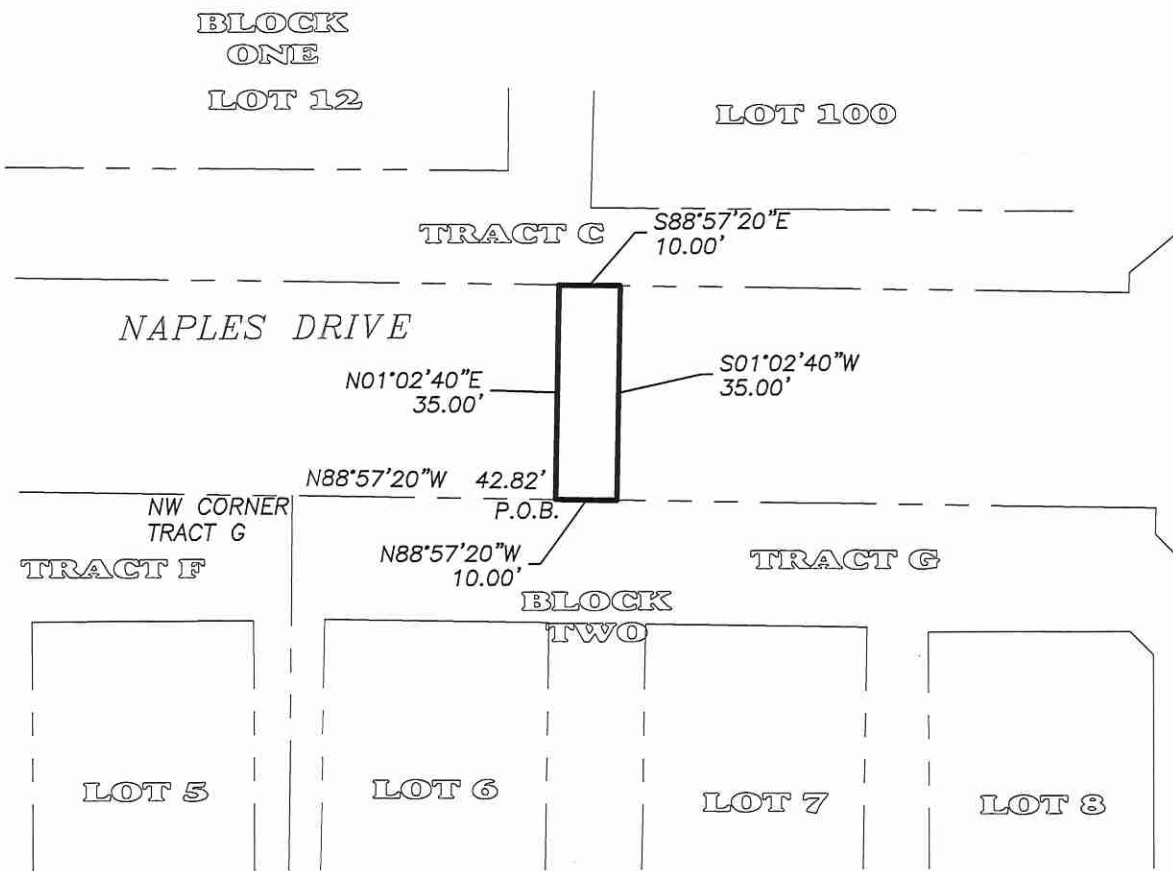 BLOCK
ONE
LOT 12
LOT 100
TRACT C
S88°57'20"E
10.00'
NAPLES DRIVE
N01°02'40"E
35.00'
S01°02'40"W
35.00'
N88°57'20"W 42.82'
NW CORNER
TRACT G
P.O.B.
N88°57'20"W
10.00'
TRACT F
TRACT G
BLOCK
TWO
LOT 5
LOT 6
LOT 7
LOT 8